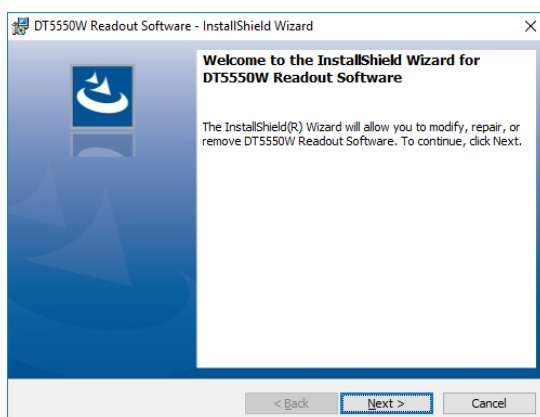 DT5550W Readout Software - InstallShield Wizard
Welcome to the InstallShield Wizard for
DT5550W Readout Software
The InstallShield(R) Wizard will allow you to modify, repair, or
remove DT5550W Readout Software. To continue, click Next.
< Back Next > Cancel